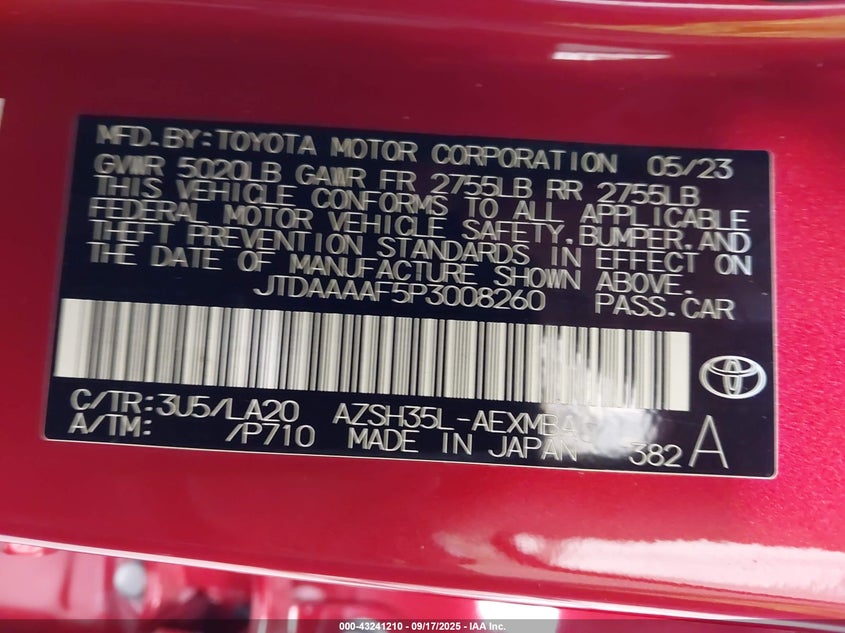 MFD.BY:TOYOTA MOTOR CORPORATION 05/23
GVWR 5020LB GAWR FR 2755LB RR 2755LB
THIS VEHICLE CONFORMS TO ALL APPLICABLE
FEDERAL MOTOR VEHICLE SAFETY,BUMPER,AND
THEFT PREVENTION STANDARDS IN EFFECT ON
THE DATE OF MANUFACTURE SHOWN ABOVE.
JTDAAAAF5P3008260 PASS.CAR
C/TR:3U5/LA20 AZSH35L-AEXMBA
A/TM: /P710 MADE IN JAPAN 382 A
000-43241210 - 09/17/2025 - IAA Inc.